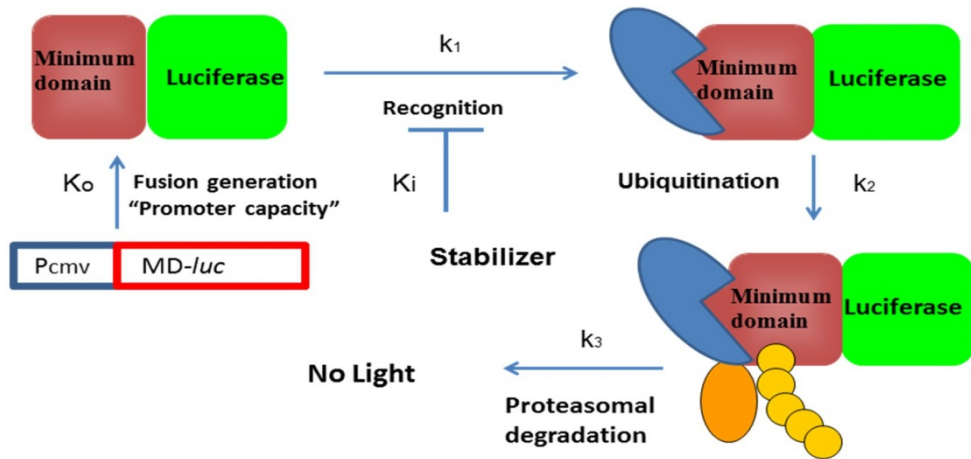 Minimum
domain
Luciferase
k1
Recognition
Minimum
domain
Luciferase
Ko
Fusion generation
“Promoter capacity”
Ki
Ubiquitination
k2
Pcmv
MD-luc
Stabilizer
Minimum
domain
Luciferase
k3
No Light
Proteasomal
degradation